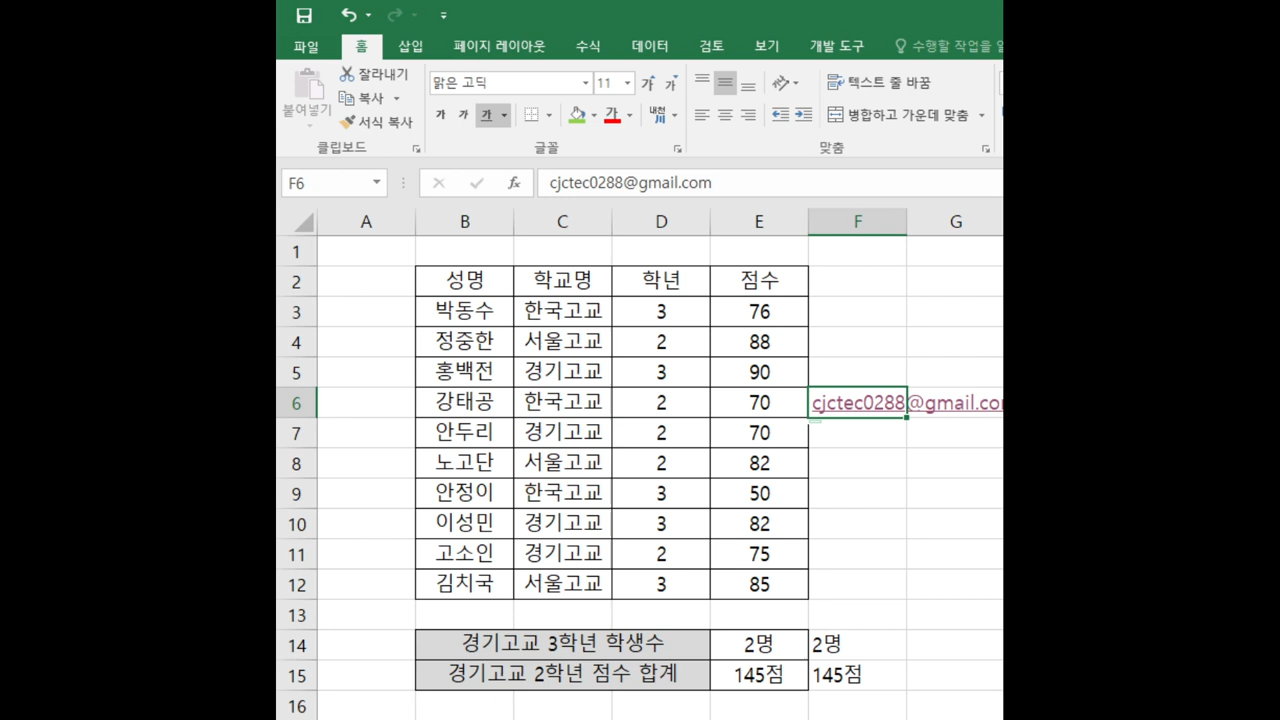 파일 홈 삽입 페이지 레이아웃 수식 데이터 검토 보기 개발 도구 수행할 작업을
잘라내기
복사
서식 복사
붙여넣기
클립보드
맑은 고딕 11
가 가
가 가 가 가 내천 川
글꼴
텍스트 줄 바꿈
병합하고 가운데 맞춤
맞춤
F6 fx cjctec0288@gmail.com
A B C D E F G
1
2 성명 학교명 학년 점수
3 박동수 한국고교 3 76
4 정중한 서울고교 2 88
5 홍백전 경기고교 3 90
6 강태공 한국고교 2 70 cjctec0288@gmail.co
7 안두리 경기고교 2 70
8 노고단 서울고교 2 82
9 안정이 한국고교 3 50
10 이성민 경기고교 3 82
11 고소인 경기고교 2 75
12 김치국 서울고교 3 85
13
14 경기고교 3학년 학생수 2명 2명
15 경기고교 2학년 점수 합계 145점 145점
16